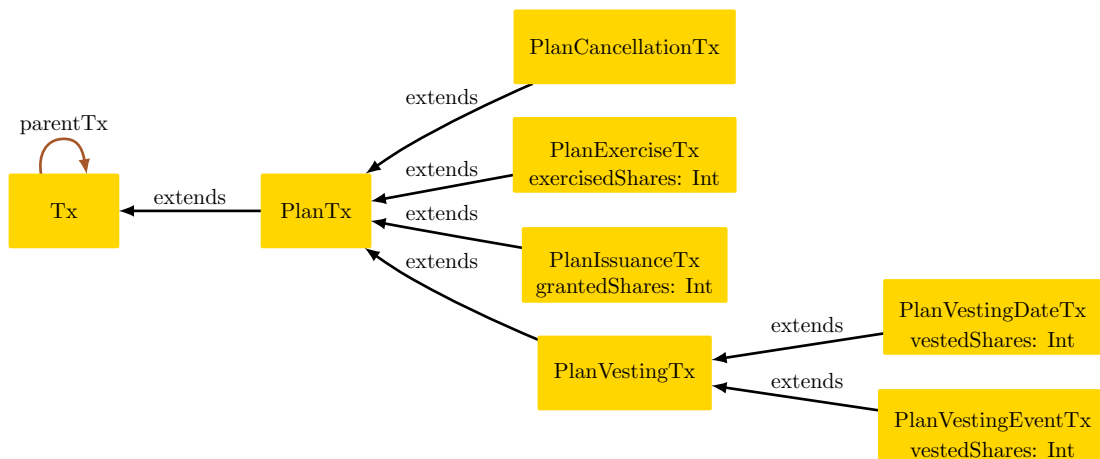 PlanCancellationTx
extends
parentTx
PlanExerciseTx
exercisedShares: Int
extends
Tx
extends
PlanTx
extends
PlanIssuanceTx
grantedShares: Int
extends
PlanVestingDateTx
vestedShares: Int
extends
PlanVestingTx
extends
PlanVestingEventTx
vestedShares: Int